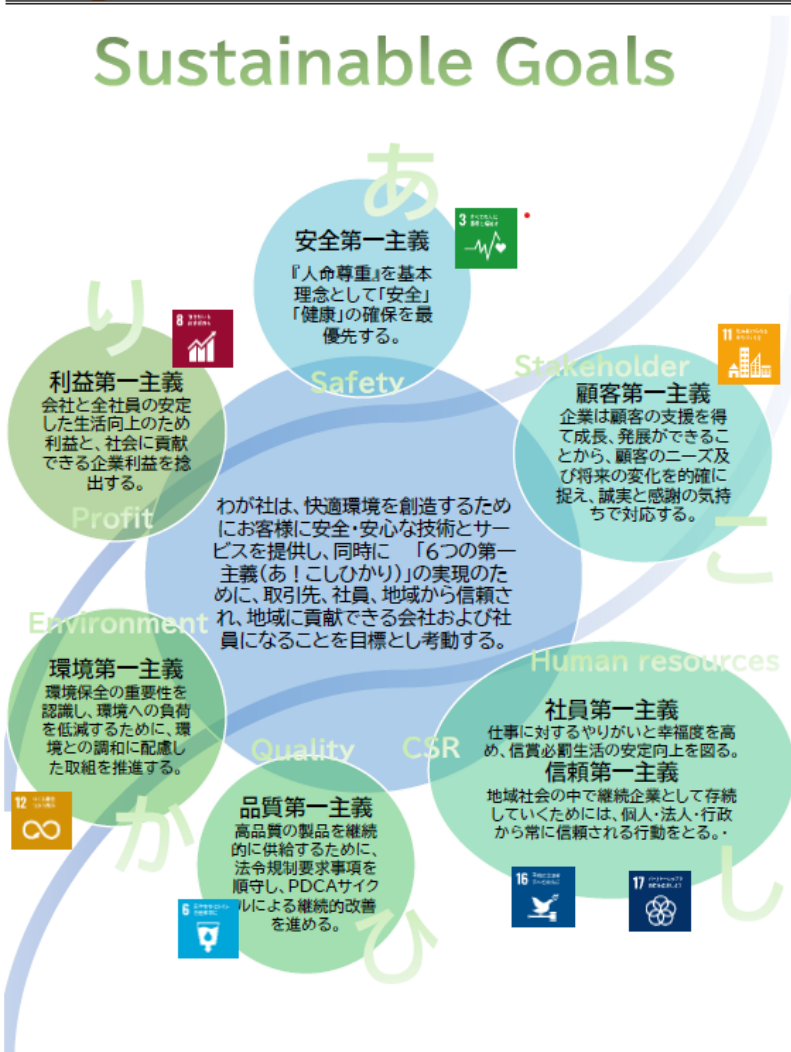 Sustainable Goals
あ
安全第一主義
『人命尊重』を基本
理念として「安全」
「健康」の確保を最
優先する。
Safety
3
り
8
利益第一主義
会社と全社員の安定
した生活向上のため
利益と、社会に貢献
できる企業利益を捻
出する。
Profit
11
Stakeholder
顧客第一主義
企業は顧客の支援を得
て成長、発展ができるこ
とから、顧客のニーズ及
び将来の変化を的確に
捉え、誠実と感謝の気持
ちで対応する。
こ
わが社は、快適環境を創造するため
にお客様に安全・安心な技術とサー
ビスを提供し、同時に 「6つの第一
主義(あ!こしひかり)」の実現のた
めに、取引先、社員、地域から信頼さ
れ、地域に貢献できる会社および社
員になることを目標とし考動する。
Environment
環境第一主義
環境保全の重要性を
認識し、環境への負荷
を低減するために、環
境との調和に配慮し
た取組を推進する。
12
か
Human resources
社員第一主義
仕事に対するやりがいと幸福度を高
め、信賞必罰生活の安定向上を図る。
CSR
信頼第一主義
地域社会の中で継続企業として存続
していくためには、個人・法人・行政
から常に信頼される行動をとる。・
16
17
し
Quality
品質第一主義
高品質の製品を継続
的に供給するために、
法令規制要求事項を
順守し、PDCAサイク
ルによる継続的改善
を進める。
6
ひ